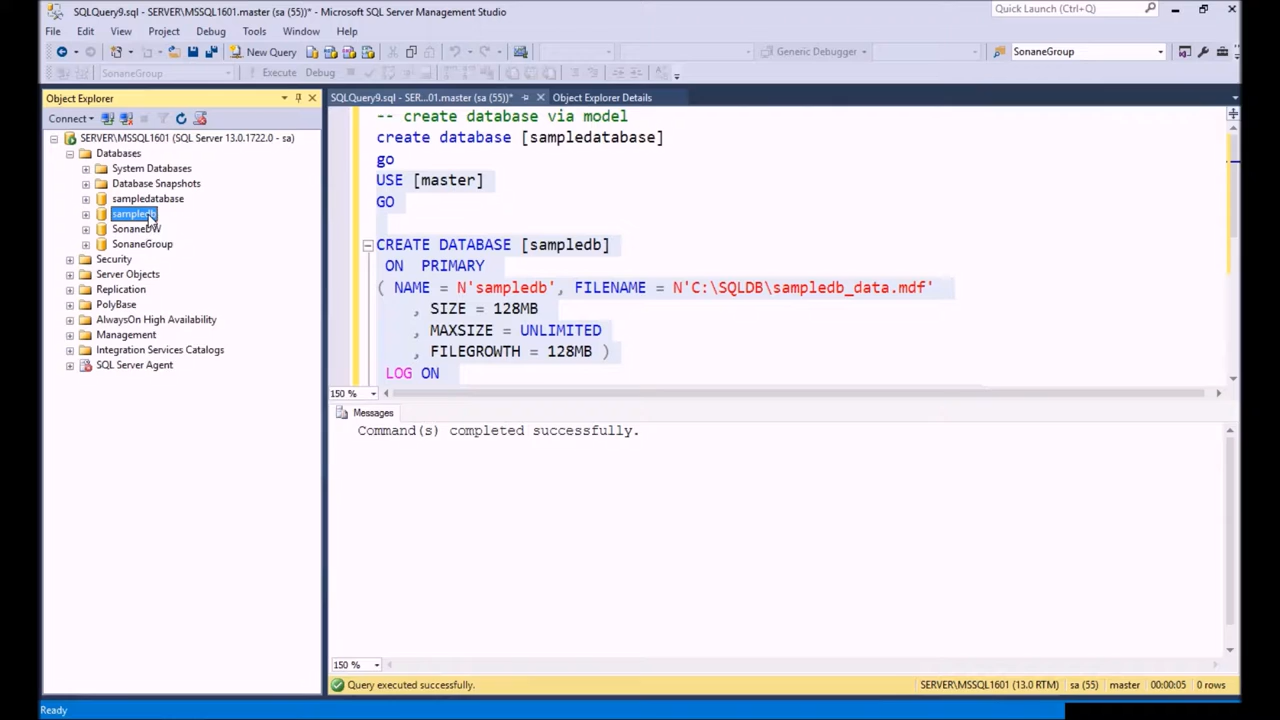 SQLQuery9.sql - SERVER\MSSQL1601.master (sa (55))* - Microsoft SQL Server Management Studio
Quick Launch (Ctrl+Q)
File Edit View Project Debug Tools Window Help
New Query
Generic Debugger
SonaneGroup
SonaneGroup
Execute Debug
Object Explorer
SQLQuery9.sql - SER...01.master (sa (55))*
Object Explorer Details
Connect
SERVER\MSSQL1601 (SQL Server 13.0.1722.0 - sa)
Databases
System Databases
Database Snapshots
sampledatabase
sampledb
SonaneDW
SonaneGroup
Security
Server Objects
Replication
PolyBase
AlwaysOn High Availability
Management
Integration Services Catalogs
SQL Server Agent
-- create database via model
create database [sampledatabase]
go
USE [master]
GO
CREATE DATABASE [sampledb]
ON PRIMARY
( NAME = N'sampledb', FILENAME = N'C:\SQLDB\sampledb_data.mdf'
, SIZE = 128MB
, MAXSIZE = UNLIMITED
, FILEGROWTH = 128MB )
LOG ON
150 %
Messages
Command(s) completed successfully.
150 %
Query executed successfully.
SERVER\MSSQL1601 (13.0 RTM) sa (55) master 00:00:05 0 rows
Ready